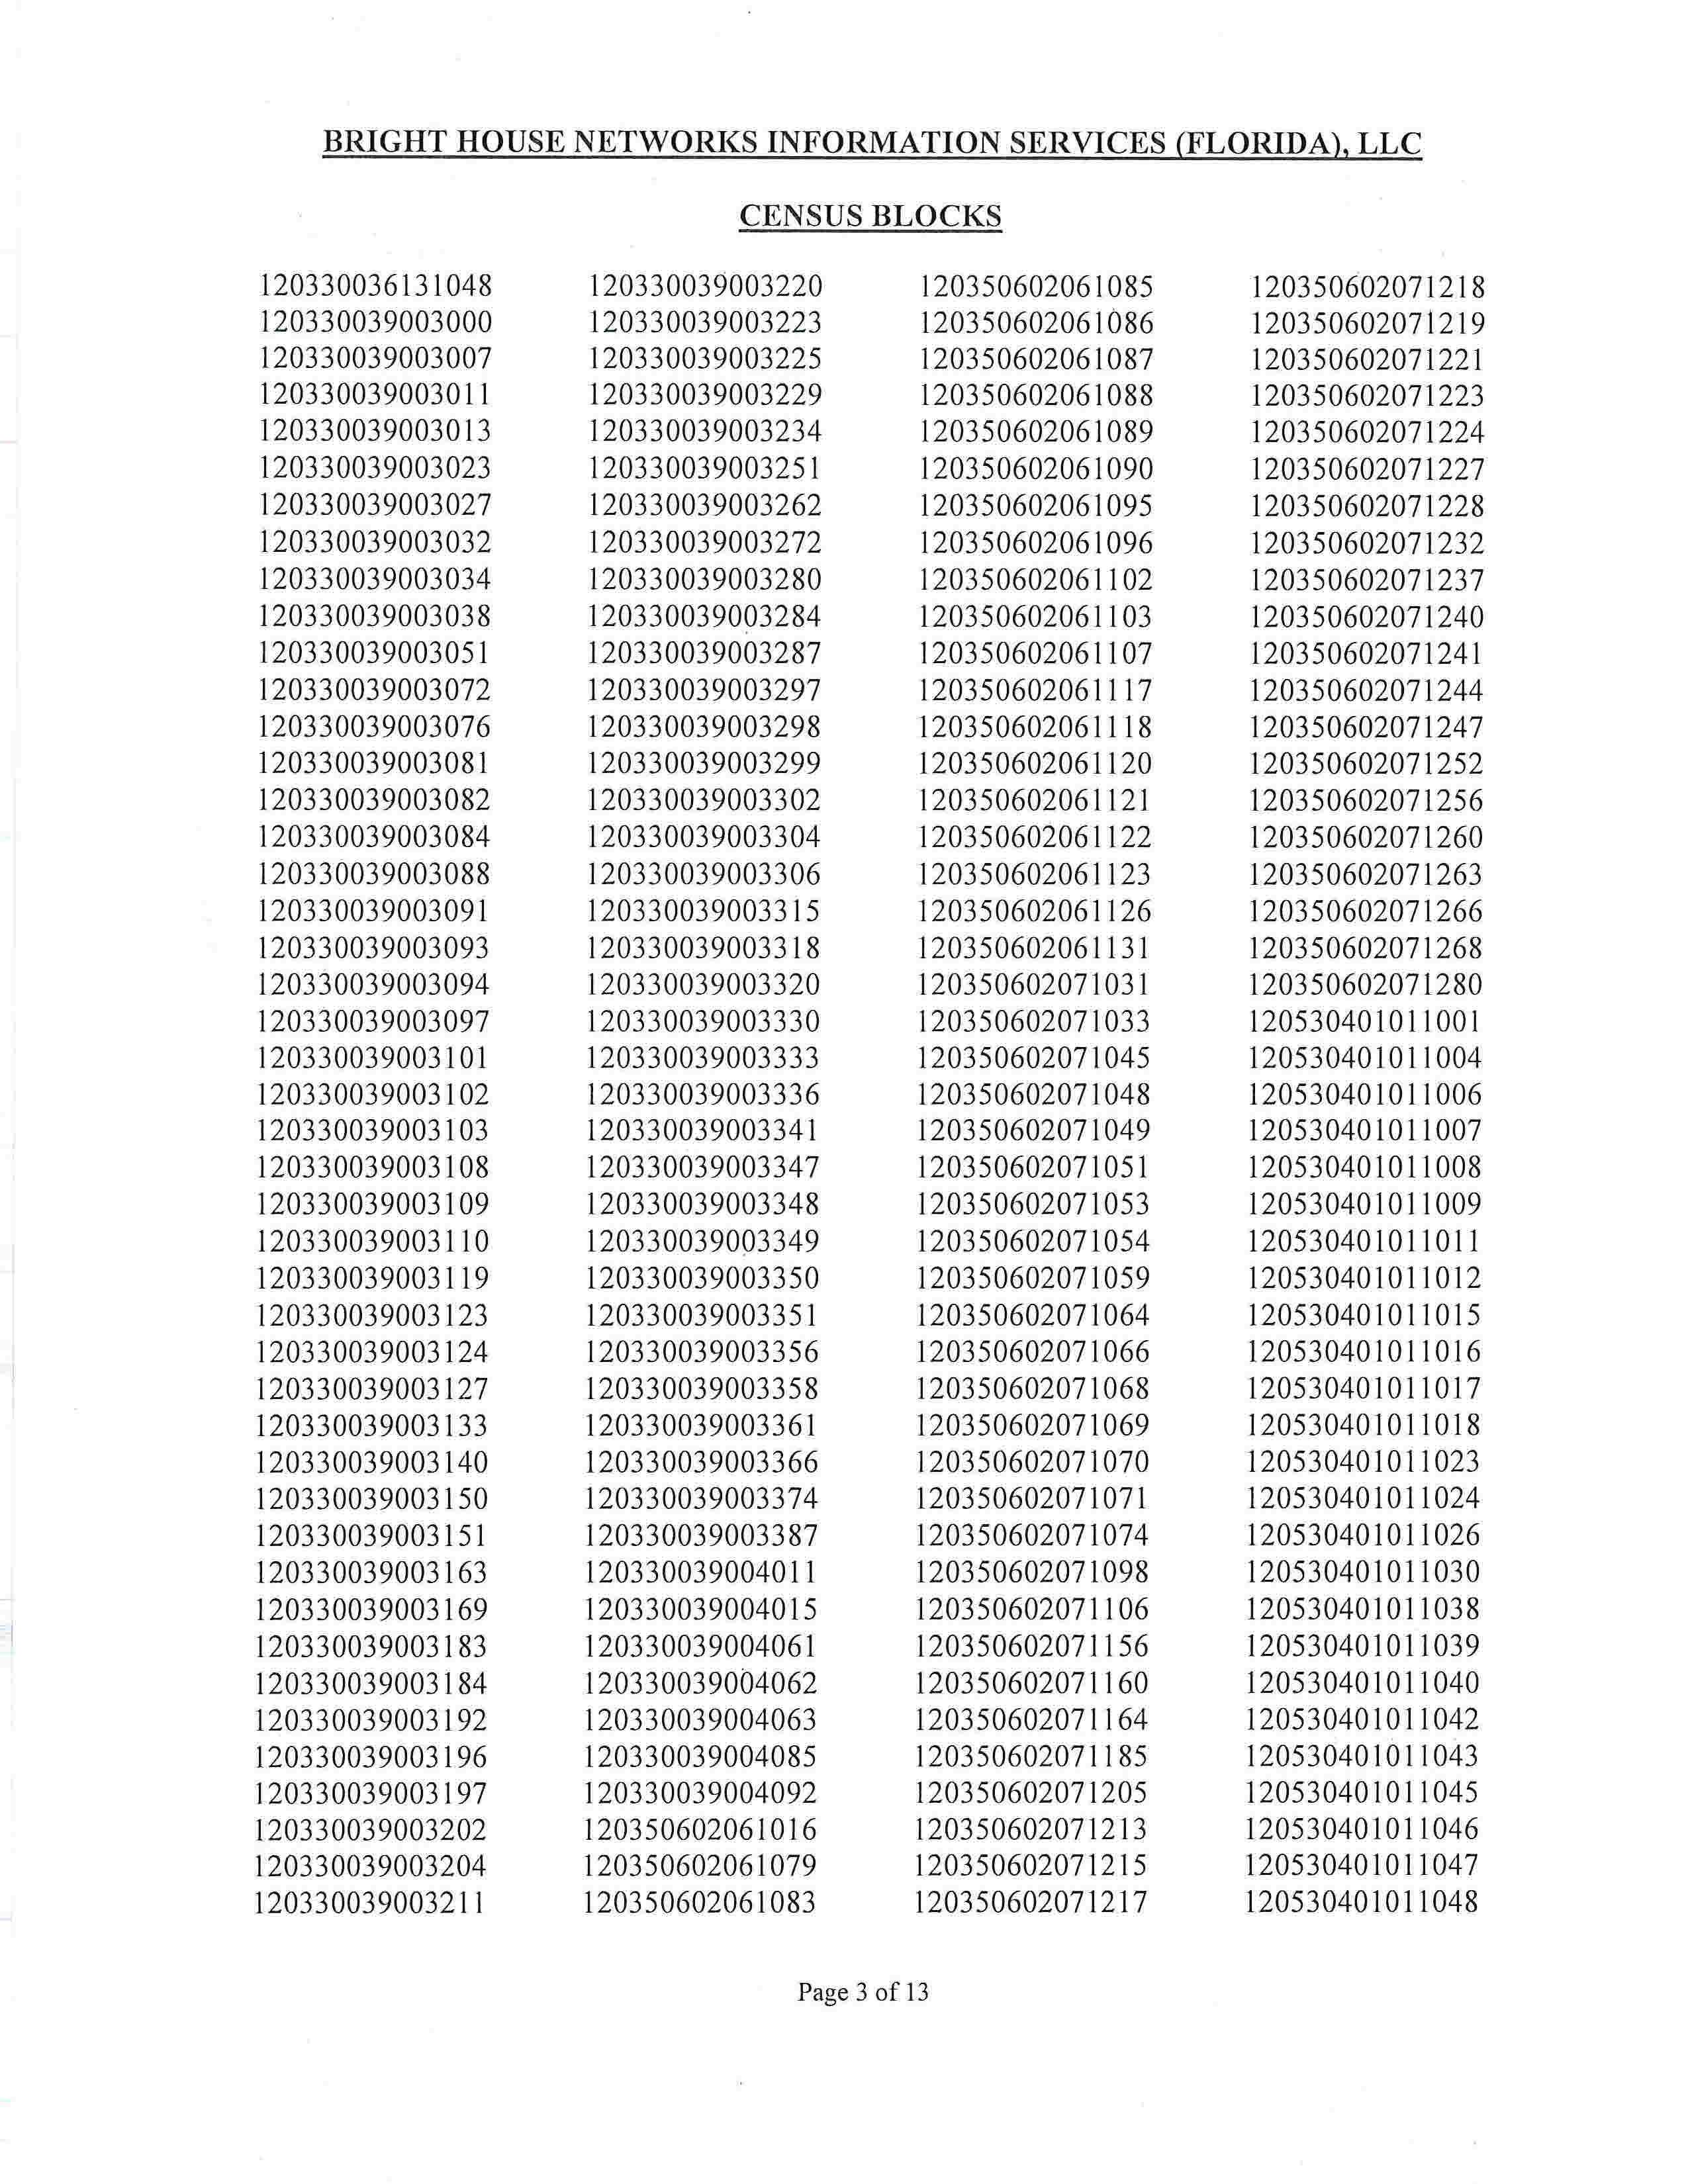 BRIGHT HOUSE NETWORKS INFORMATION SERVICES (FLORIDA), LLC
CENSUS BLOCKS
120330036131048 120330039003220 120350602061085 120350602071218
120330039003000 120330039003223 120350602061086 120350602071219
120330039003007 120330039003225 120350602061087 120350602071221
120330039003011 120330039003229 120350602061088 120350602071223
120330039003013 120330039003234 120350602061089 120350602071224
120330039003023 120330039003251 120350602061090 120350602071227
120330039003027 120330039003262 120350602061095 120350602071228
120330039003032 120330039003272 120350602061096 120350602071232
120330039003034 120330039003280 120350602061102 120350602071237
120330039003038 120330039003284 120350602061103 120350602071240
120330039003051 120330039003287 120350602061107 120350602071241
120330039003072 120330039003297 120350602061117 120350602071244
120330039003076 120330039003298 120350602061118 120350602071247
120330039003081 120330039003299 120350602061120 120350602071252
120330039003082 120330039003302 120350602061121 120350602071256
120330039003084 120330039003304 120350602061122 120350602071260
120330039003088 120330039003306 120350602061123 120350602071263
120330039003091 120330039003315 120350602061126 120350602071266
120330039003093 120330039003318 120350602061131 120350602071268
120330039003094 120330039003320 120350602071031 120350602071280
120330039003097 120330039003330 120350602071033 120530401011001
120330039003101 120330039003333 120350602071045 120530401011004
120330039003102 120330039003336 120350602071048 120530401011006
120330039003103 120330039003341 120350602071049 120530401011007
120330039003108 120330039003347 120350602071051 120530401011008
120330039003109 120330039003348 120350602071053 120530401011009
120330039003110 120330039003349 120350602071054 120530401011011
120330039003119 120330039003350 120350602071059 120530401011012
120330039003123 120330039003351 120350602071064 120530401011015
120330039003124 120330039003356 120350602071066 120530401011016
120330039003127 120330039003358 120350602071068 120530401011017
120330039003133 120330039003361 120350602071069 120530401011018
120330039003140 120330039003366 120350602071070 120530401011023
120330039003150 120330039003374 120350602071071 120530401011024
120330039003151 120330039003387 120350602071074 120530401011026
120330039003163 120330039004011 120350602071098 120530401011030
120330039003169 120330039004015 120350602071106 120530401011038
120330039003183 120330039004061 120350602071156 120530401011039
120330039003184 120330039004062 120350602071160 120530401011040
120330039003192 120330039004063 120350602071164 120530401011042
120330039003196 120330039004085 120350602071185 120530401011043
120330039003197 120330039004092 120350602071205 120530401011045
120330039003202 120350602061016 120350602071213 120530401011046
120330039003204 120350602061079 120350602071215 120530401011047
120330039003211 120350602061083 120350602071217 120530401011048
Page 3 of 13